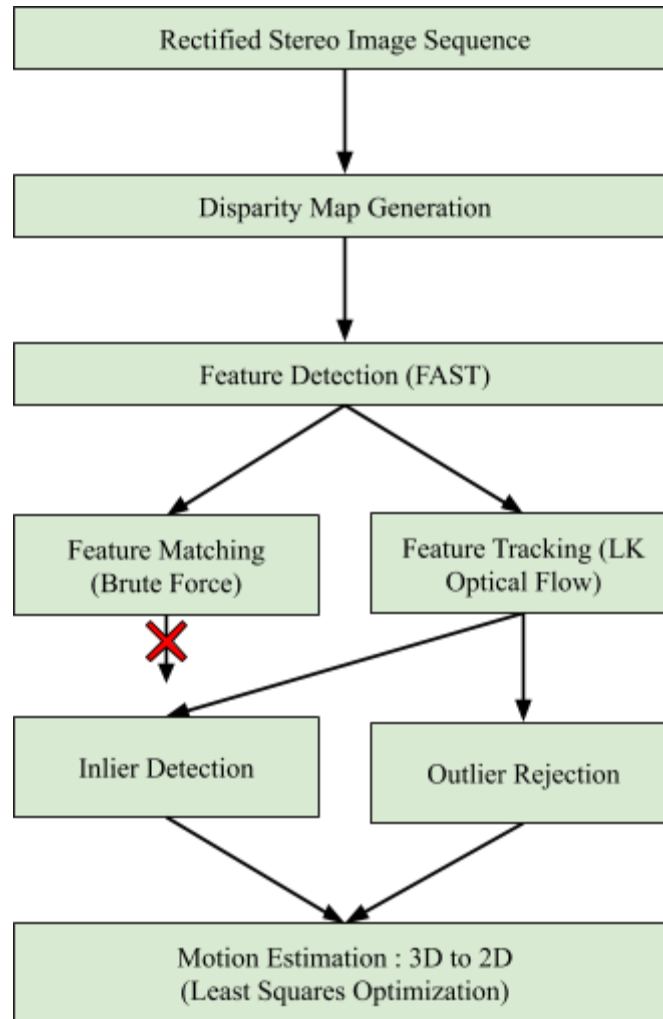 Rectified Stereo Image Sequence
Disparity Map Generation
Feature Detection (FAST)
Feature Matching
(Brute Force)
Feature Tracking (LK
Optical Flow)
Inlier Detection
Outlier Rejection
Motion Estimation : 3D to 2D
(Least Squares Optimization)